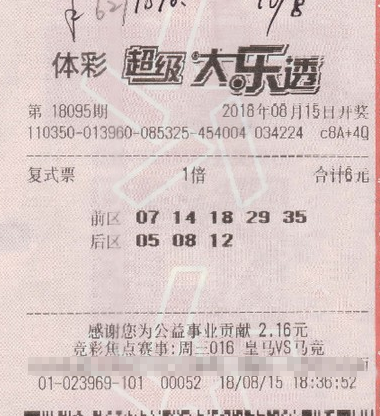 体彩 超级大乐透
第 18095期 2018年08月15日开奖
110350-013960-085325-454004 034224 c8A+4Q
复式票 1倍 合计6元
前区 07 14 18 29 35
后区 05 08 12
感谢您为公益事业贡献 2.16元
竞彩焦点赛事:周三016 皇马VS马竞
01-023969-101 00052 18/08/15 18:36:52